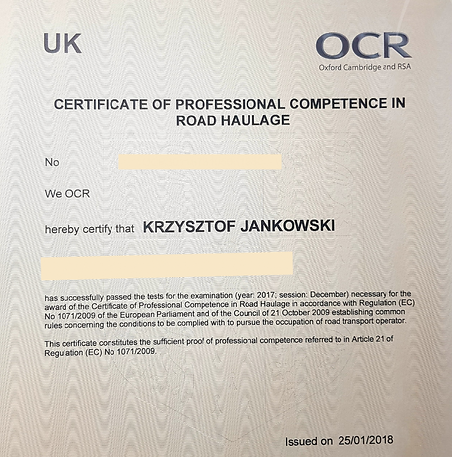 UK
OCR
Oxford Cambridge and RSA
CERTIFICATE OF PROFESSIONAL COMPETENCE IN
ROAD HAULAGE
No
We OCR
hereby certify that KRZYSZTOF JANKOWSKI
has successfully passed the tests for the examination (year: 2017; session: December) necessary for the
award of the Certificate of Professional Competence in Road Haulage in accordance with Regulation (EC)
No 1071/2009 of the European Parliament and of the Council of 21 October 2009 establishing common
rules concerning the conditions to be complied with to pursue the occupation of road transport operator.
This certificate constitutes the sufficient proof of professional competence referred to in Article 21 of
Regulation (EC) No 1071/2009.
Issued on 25/01/2018